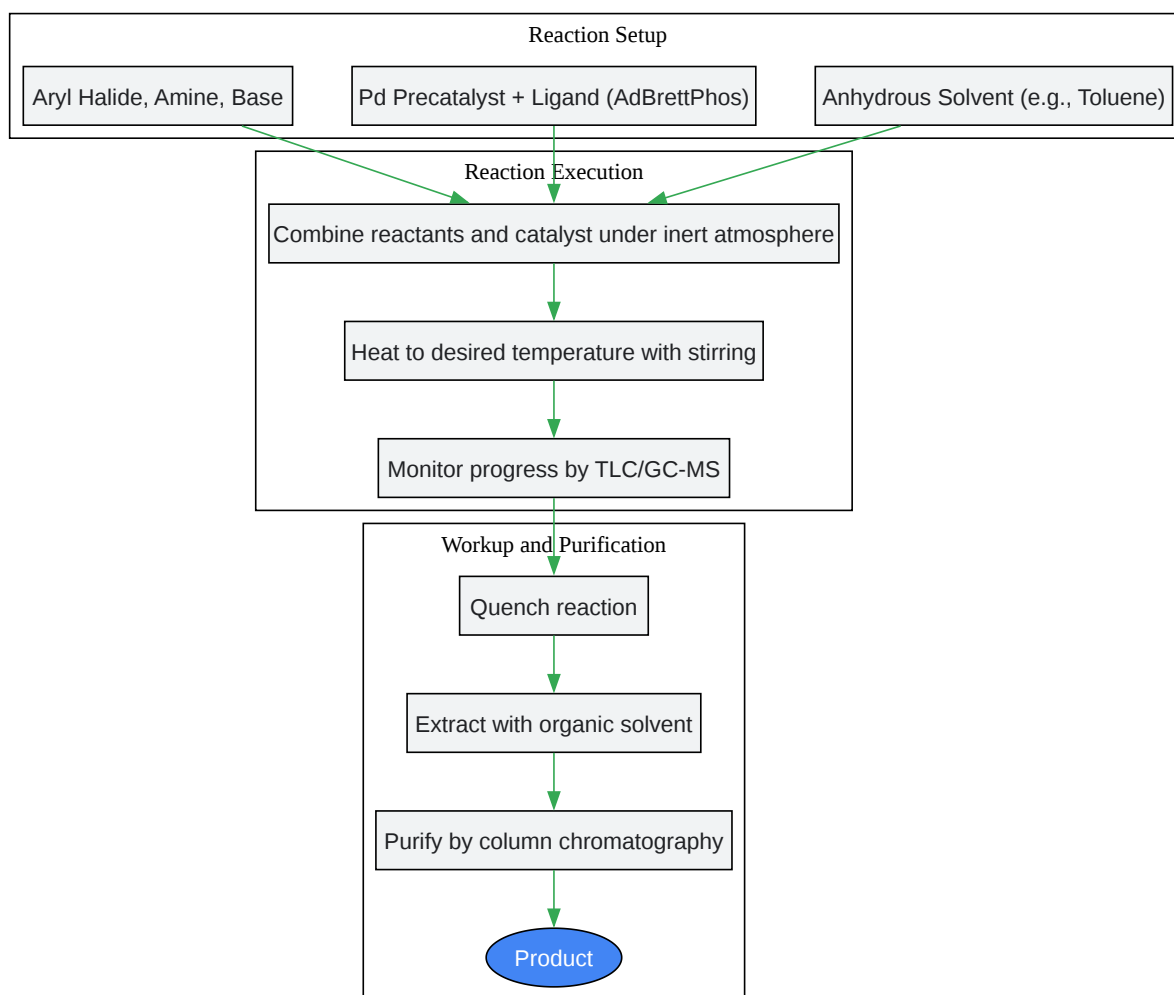 Reaction Setup
Aryl Halide, Amine, Base
Pd Precatalyst + Ligand (AdBrettPhos)
Anhydrous Solvent (e.g., Toluene)
Reaction Execution
Combine reactants and catalyst under inert atmosphere
Heat to desired temperature with stirring
Monitor progress by TLC/GC-MS
Workup and Purification
Quench reaction
Extract with organic solvent
Purify by column chromatography
Product